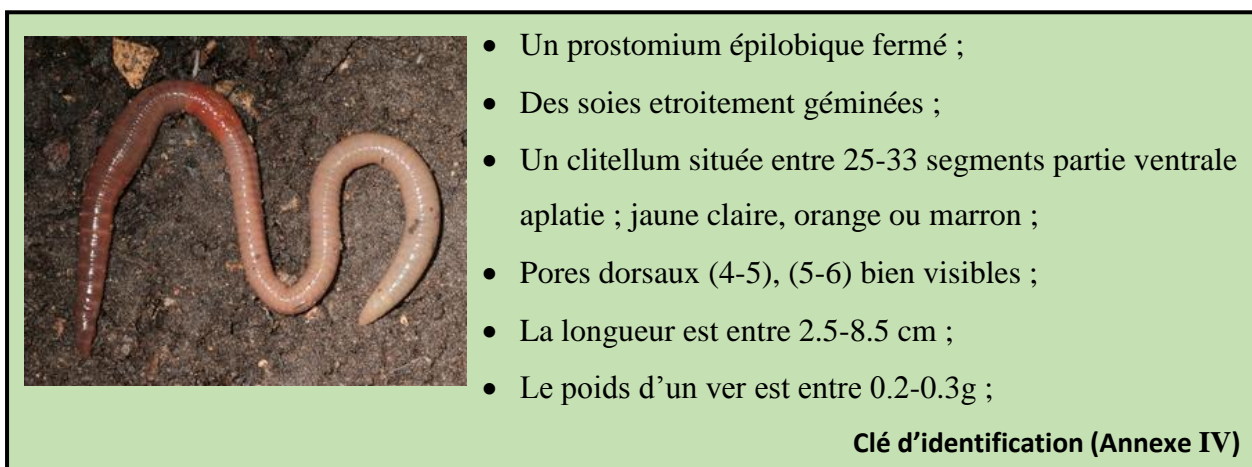 • Un prostomium épilobique fermé ;
• Des soies etroitement géminées ;
• Un clitellum située entre 25-33 segments partie ventrale
aplatie ; jaune claire, orange ou marron ;
• Pores dorsaux (4-5), (5-6) bien visibles ;
• La longueur est entre 2.5-8.5 cm ;
• Le poids d’un ver est entre 0.2-0.3g ;
Clé d’identification (Annexe IV)